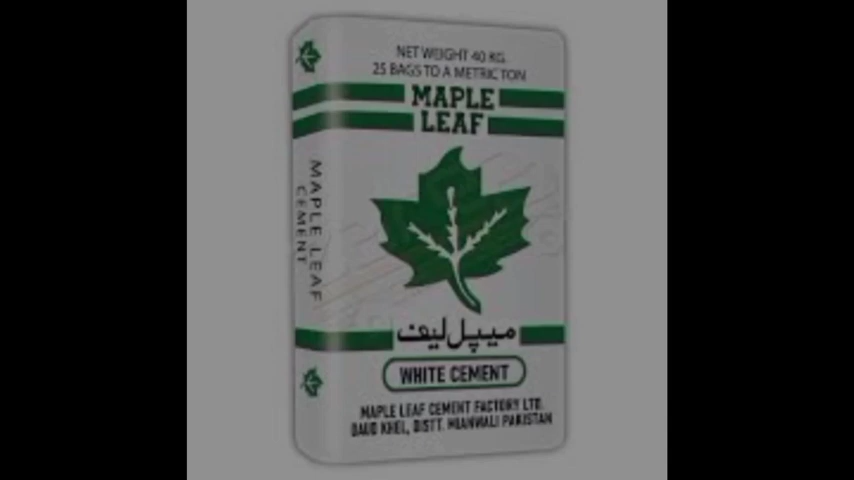 NET WEIGHT 40 KG.
25 BAGS TO A METRIC TON
MAPLE
LEAF
MAPLE LEAF
CEMENT
میپل لیف
WHITE CEMENT
MAPLE LEAF CEMENT FACTORY LTD.
DAUD KHEL, DISTT. MIANWALI PAKISTAN